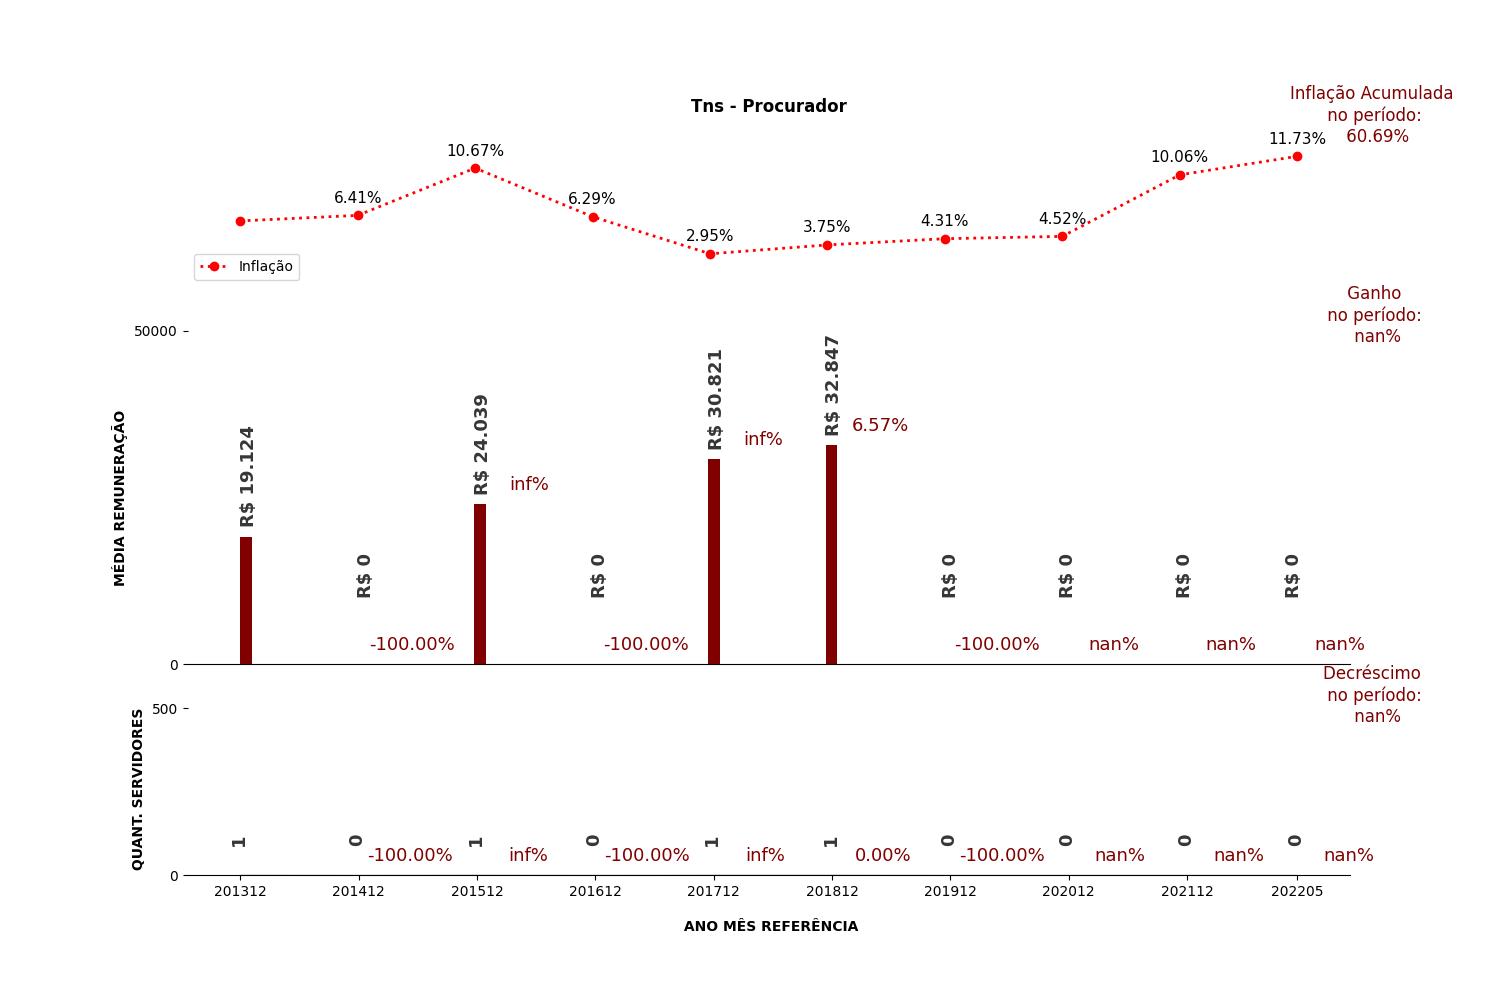 Tns - Procurador
Inflação Acumulada
no período:
60.69%
6.41%
10.67%
6.29%
2.95%
3.75%
4.31%
4.52%
10.06%
11.73%
Inflação
Ganho
no período:
nan%
MÉDIA REMUNERAÇÃO
50000
0
R$ 19.124
R$ 0
R$ 24.039
R$ 0
R$ 30.821
R$ 32.847
R$ 0
R$ 0
R$ 0
R$ 0
-100.00%
inf%
-100.00%
inf%
6.57%
-100.00%
nan%
nan%
nan%
Decréscimo
no período:
nan%
QUANT. SERVIDORES
500
0
1
0
1
0
1
1
0
0
0
0
-100.00%
inf%
-100.00%
inf%
0.00%
-100.00%
nan%
nan%
nan%
201312
201412
201512
201612
201712
201812
201912
202012
202112
202205
ANO MÊS REFERÊNCIA